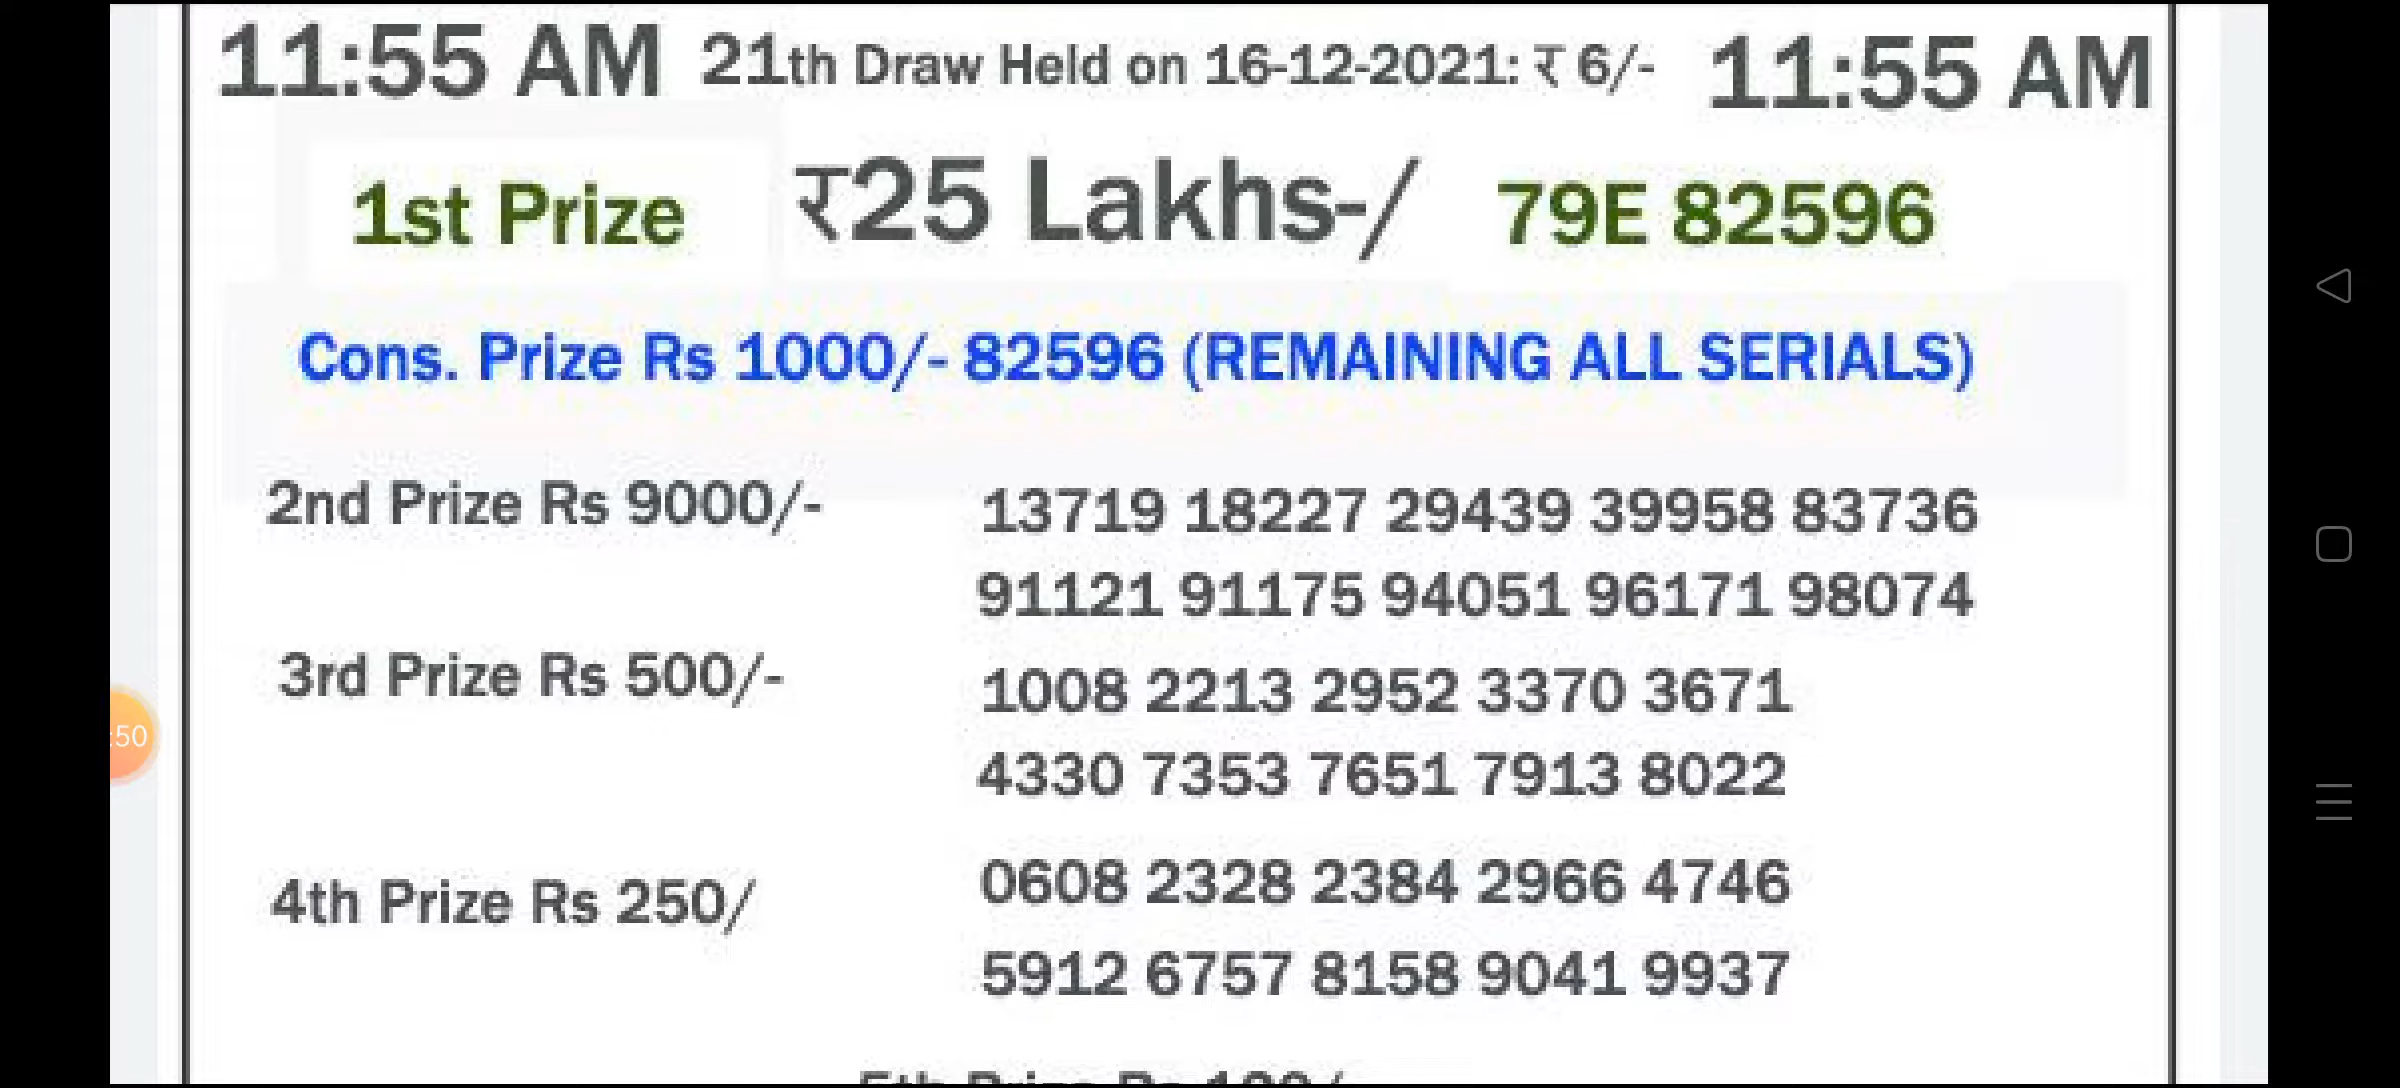 11:55 AM 21th Draw Held on 16-12-2021: ₹ 6/- 11:55 AM
1st Prize ₹25 Lakhs-/ 79E 82596
Cons. Prize Rs 1000/- 82596 (REMAINING ALL SERIALS)
2nd Prize Rs 9000/- 13719 18227 29439 39958 83736
91121 91175 94051 96171 98074
3rd Prize Rs 500/- 1008 2213 2952 3370 3671
:50
4330 7353 7651 7913 8022
4th Prize Rs 250/ 0608 2328 2384 2966 4746
5912 6757 8158 9041 9937